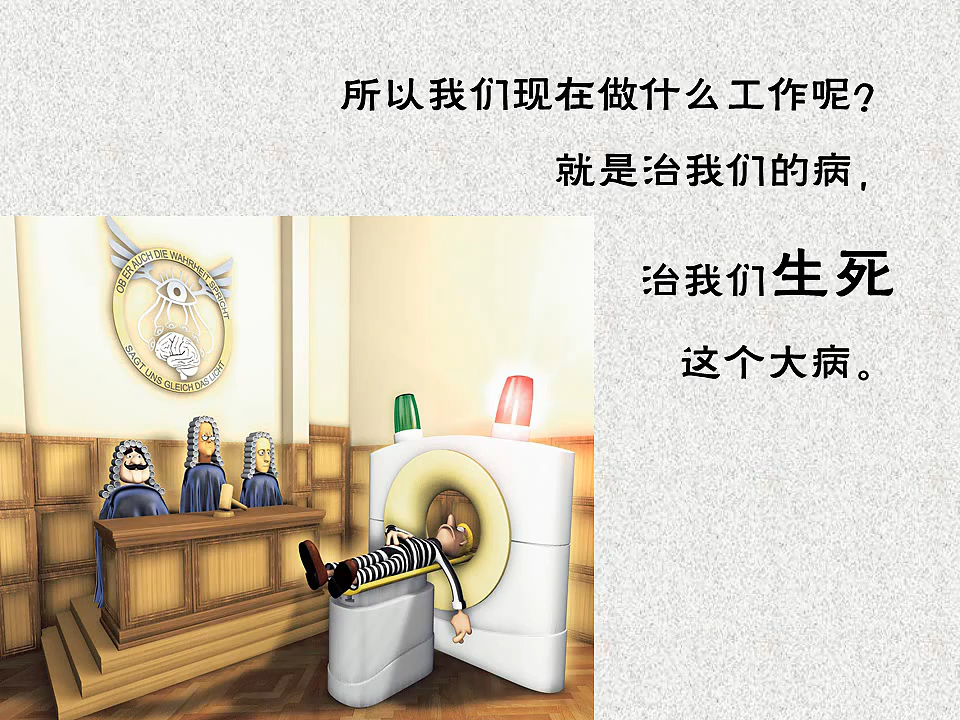 所以我们现在做什么工作呢?
就是治我们的病,
治我们生死
这个大病。
OB ER AUCH DIE WAHRHEIT SPRICHT
SAGT UNS GLEICH DAS LICHT